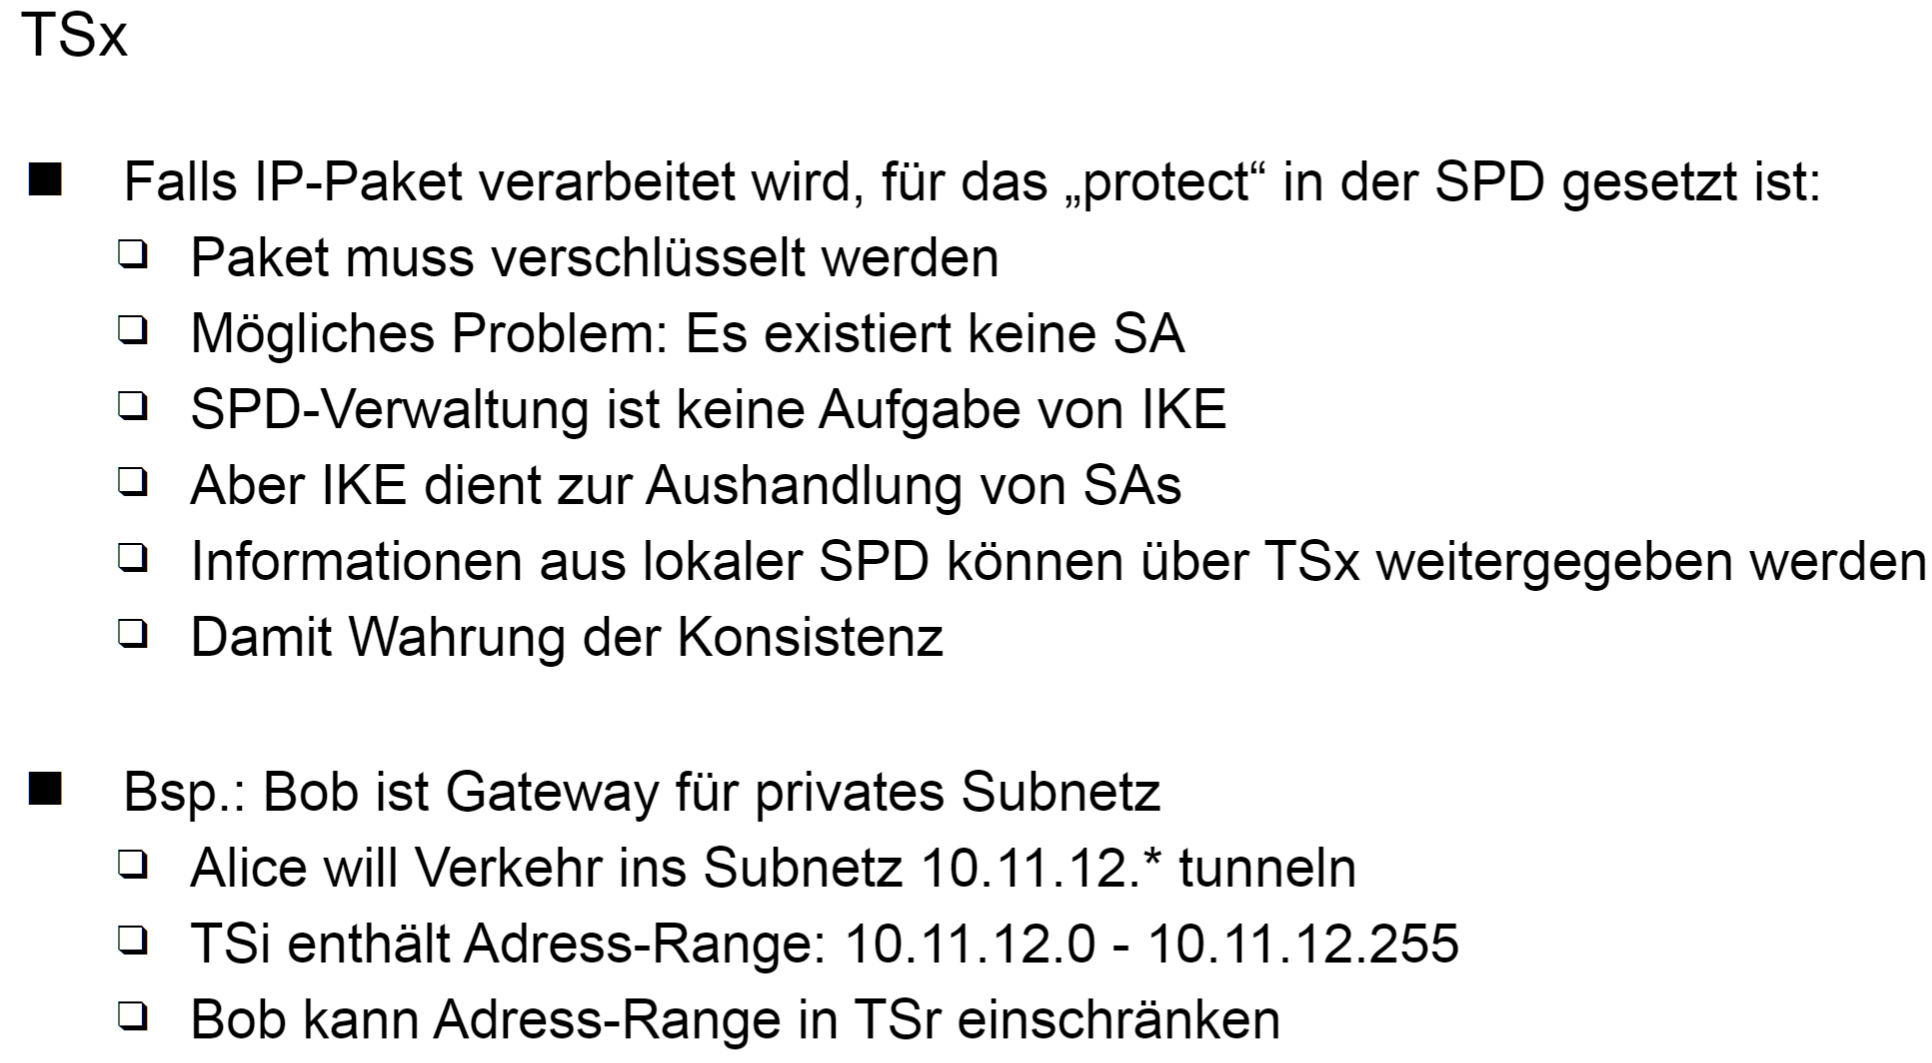 TSx
Falls IP-Paket verarbeitet wird, für das „protect“ in der SPD gesetzt ist:
Paket muss verschlüsselt werden
Mögliches Problem: Es existiert keine SA
SPD-Verwaltung ist keine Aufgabe von IKE
Aber IKE dient zur Aushandlung von SAs
Informationen aus lokaler SPD können über TSx weitergegeben werden
Damit Wahrung der Konsistenz
Bsp.: Bob ist Gateway für privates Subnetz
Alice will Verkehr ins Subnetz 10.11.12.* tunneln
TSi enthält Adress-Range: 10.11.12.0 - 10.11.12.255
Bob kann Adress-Range in TSr einschränken